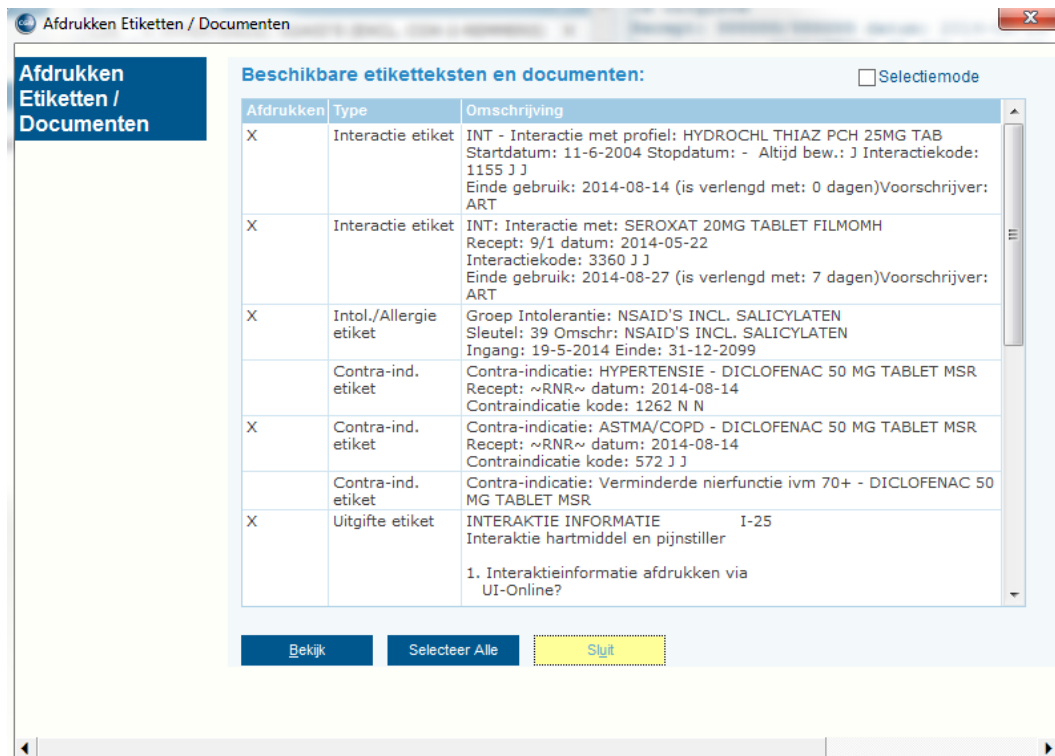 CGM Afdrukken Etiketten / Documenten
x
Afdrukken
Etiketten /
Documenten
Beschikbare etiketteksten en documenten:
Selectiemode
Afdrukken Type Omschrijving
X Interactie etiket INT - Interactie met profiel: HYDROCHL THIAZ PCH 25MG TAB
Startdatum: 11-6-2004 Stopdatum: - Altijd bew.: J Interactiekode:
1155 J J
Einde gebruik: 2014-08-14 (is verlengd met: 0 dagen)Voorschrijver:
ART
X Interactie etiket INT: Interactie met: SEROXAT 20MG TABLET FILMOMH
Recept: 9/1 datum: 2014-05-22
Interactiekode: 3360 J J
Einde gebruik: 2014-08-27 (is verlengd met: 7 dagen)Voorschrijver:
ART
X Intol./Allergie Groep Intolerantie: NSAID'S INCL. SALICYLATEN
etiket Sleutel: 39 Omschr: NSAID'S INCL. SALICYLATEN
Ingang: 19-5-2014 Einde: 31-12-2099
Contra-ind. Contra-indicatie: HYPERTENSIE - DICLOFENAC 50 MG TABLET MSR
etiket Recept: ~RNR~ datum: 2014-08-14
Contraindicatie kode: 1262 N N
X Contra-ind. Contra-indicatie: ASTMA/COPD - DICLOFENAC 50 MG TABLET MSR
etiket Recept: ~RNR~ datum: 2014-08-14
Contraindicatie kode: 572 J J
Contra-ind. Contra-indicatie: Verminderde nierfunctie ivm 70+ - DICLOFENAC 50
etiket MG TABLET MSR
X Uitgifte etiket INTERAKTIE INFORMATIE I-25
Interaktie hartmiddel en pijnstiller
1. Interaktieinformatie afdrukken via
UI-Online?
Bekijk Selecteer Alle Sluit